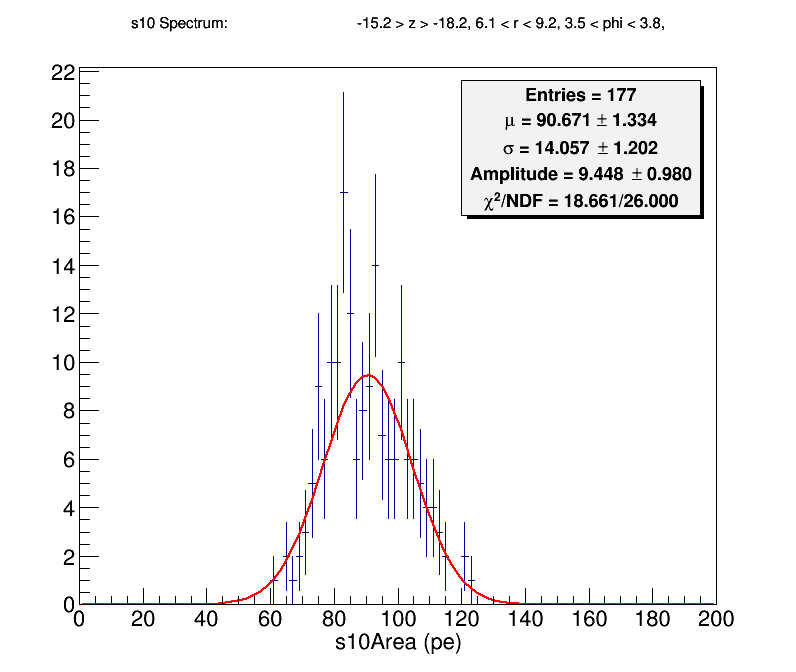 s10 Spectrum: -15.2 > z > -18.2, 6.1 < r < 9.2, 3.5 < phi < 3.8,
Entries = 177
μ = 90.671 ± 1.334
σ = 14.057 ± 1.202
Amplitude = 9.448 ± 0.980
χ²/NDF = 18.661/26.000
22
20
18
16
14
12
10
8
6
4
2
0
0 20 40 60 80 100 120 140 160 180 200
s10Area (pe)